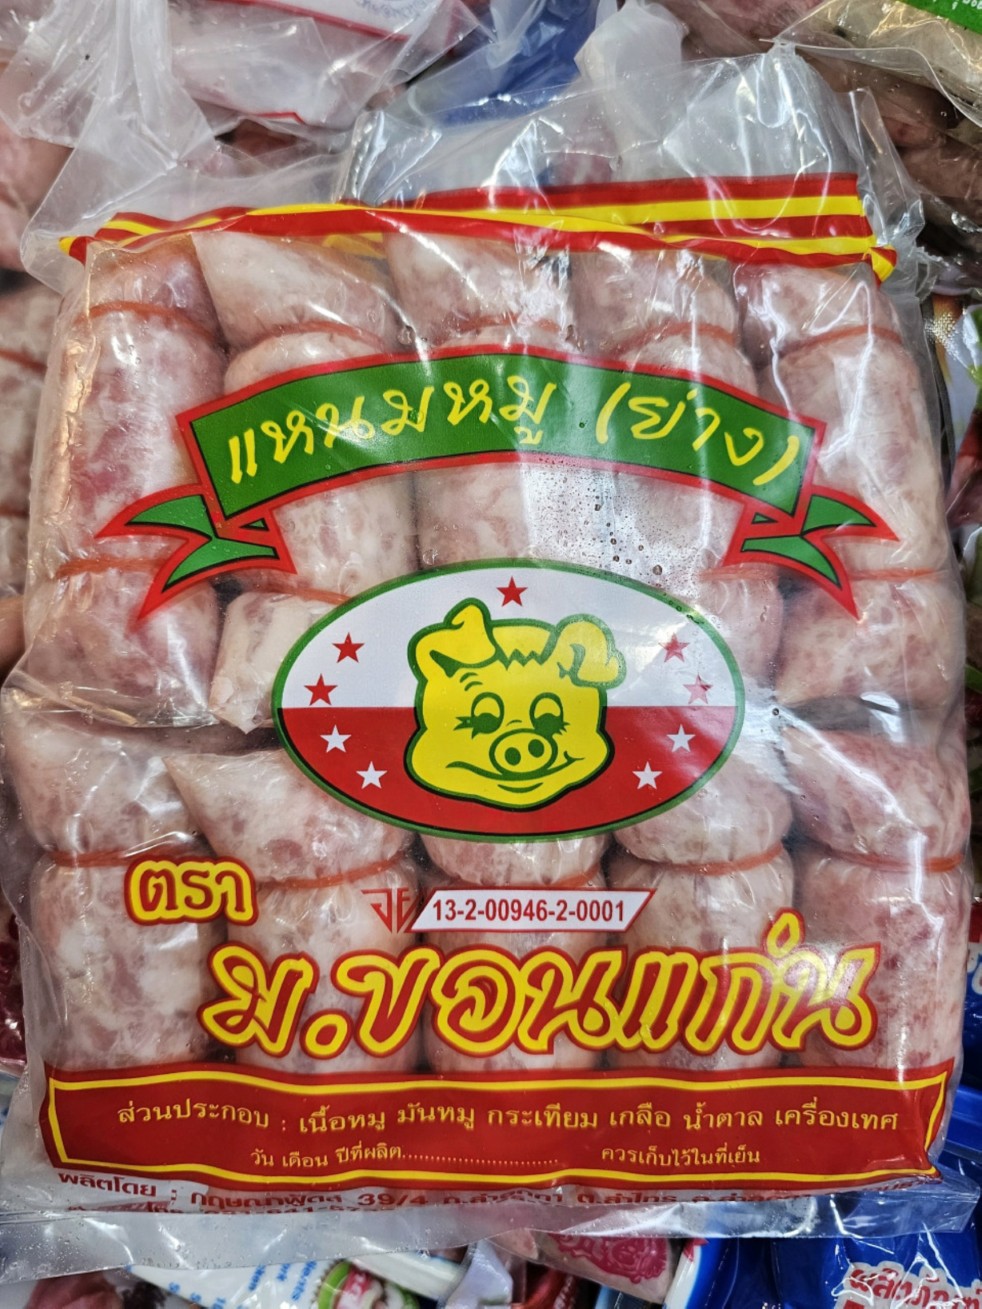 แหนมหมู (ย่าง)
ตรา
13-2-00946-2-0001
ม.ขอนแก่น
ส่วนประกอบ : เนื้อหมู มันหมู กระเทียม เกลือ น้ำตาล เครื่องเทศ
วัน เดือน ปีที่ผลิต............................ ควรเก็บไว้ในที่เย็น
ผลิตโดย : 39/4